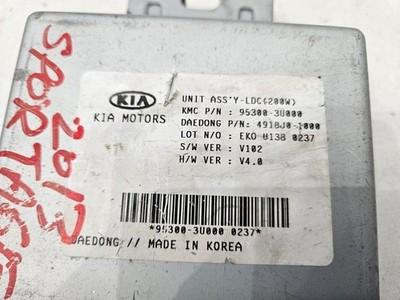 KIA
KIA MOTORS
UNIT ASS'Y-LDC(200W)
KMC P/N : 95300-3U000
DAEDONG P/N: 4918J0-1000
LOT N/O : EKO U138 0237
S/W VER : V102
H/W VER : V4.0
*95300-3U000 0237*
DAEDONG // MADE IN KOREA
2013
SPORTAGE